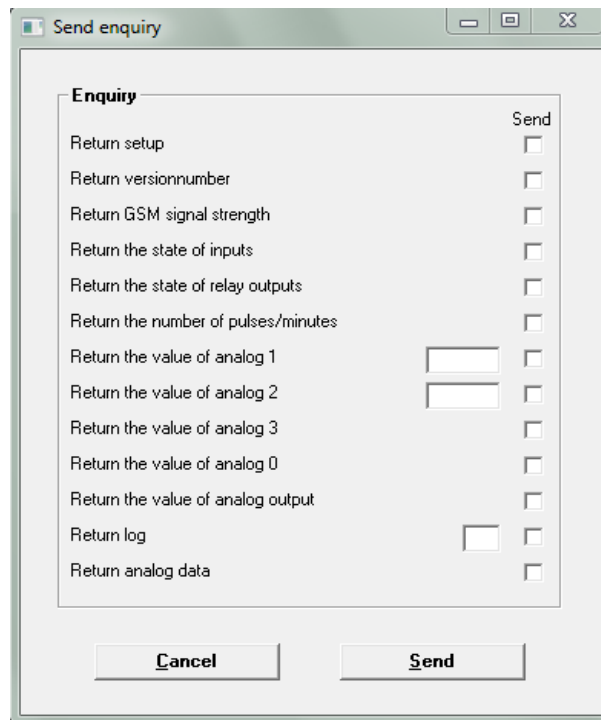 Send enquiry
Enquiry
Send
Return setup
Return versionnumber
Return GSM signal strength
Return the state of inputs
Return the state of relay outputs
Return the number of pulses/minutes
Return the value of analog 1
Return the value of analog 2
Return the value of analog 3
Return the value of analog 0
Return the value of analog output
Return log
Return analog data
Cancel
Send